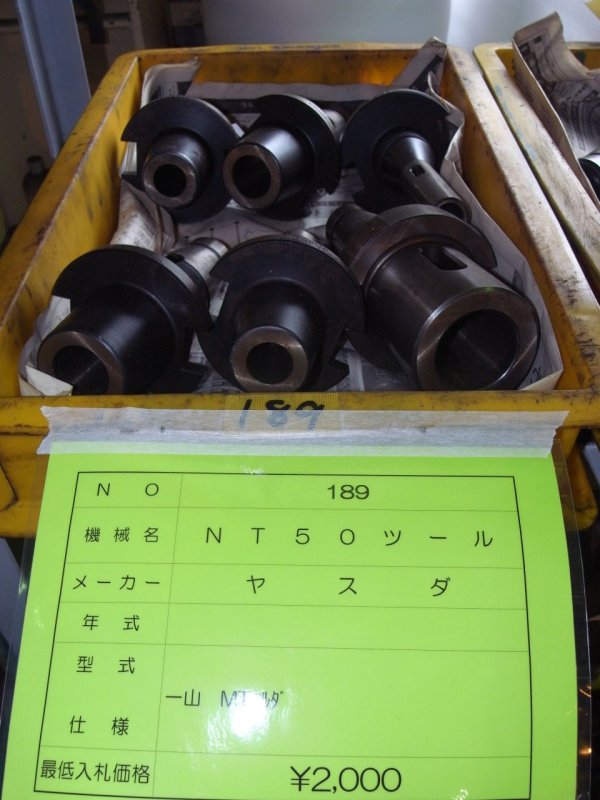 189
NO 189
機械名 NT50ツール
メーカー ヤスダ
年式
型式
一山
仕様
最低入札価格 ¥2,000